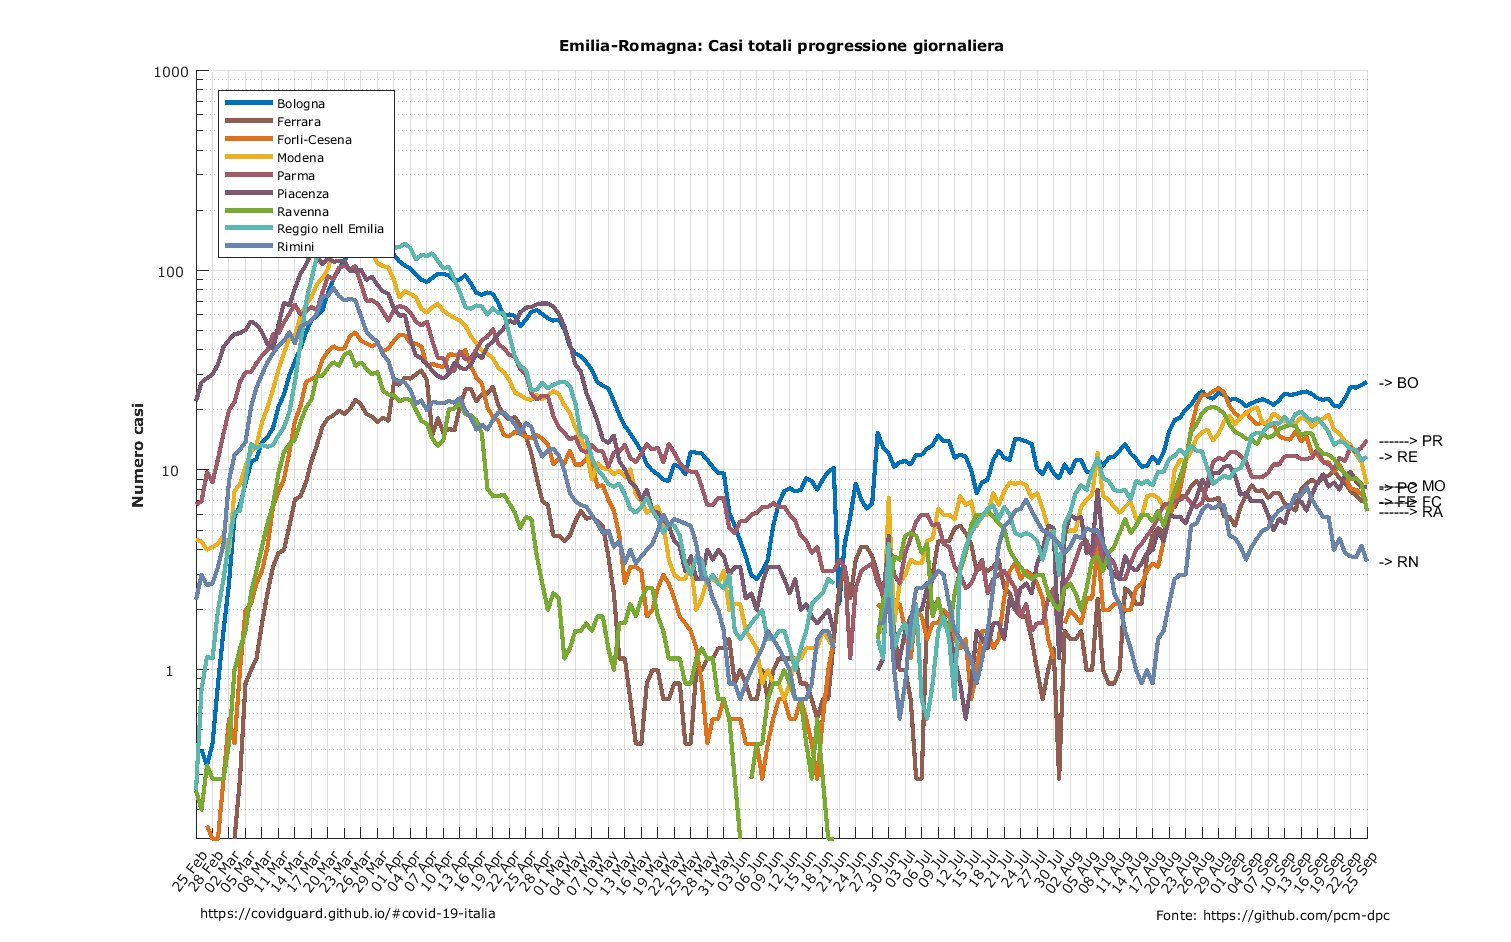 Emilia-Romagna: Casi totali progressione giornaliera
1000
100
10
1
Numero casi
Bologna
Ferrara
Forli-Cesena
Modena
Parma
Piacenza
Ravenna
Reggio nell Emilia
Rimini
-> BO
------> PR
-> RE
MO
PC
-> FE
FC
------> RA
-> RN
25 Feb
28 Feb
02 Mar
05 Mar
08 Mar
11 Mar
14 Mar
17 Mar
20 Mar
23 Mar
26 Mar
29 Mar
01 Apr
04 Apr
07 Apr
10 Apr
13 Apr
16 Apr
19 Apr
22 Apr
25 Apr
28 Apr
01 May
04 May
07 May
10 May
13 May
16 May
19 May
22 May
25 May
28 May
31 May
03 Jun
06 Jun
09 Jun
12 Jun
15 Jun
18 Jun
21 Jun
24 Jun
27 Jun
30 Jun
03 Jul
06 Jul
09 Jul
12 Jul
15 Jul
18 Jul
21 Jul
24 Jul
27 Jul
30 Jul
02 Aug
05 Aug
08 Aug
11 Aug
14 Aug
17 Aug
20 Aug
23 Aug
26 Aug
29 Aug
01 Sep
04 Sep
07 Sep
10 Sep
13 Sep
16 Sep
19 Sep
22 Sep
25 Sep
https://covidguard.github.io/#covid-19-italia
Fonte: https://github.com/pcm-dpc